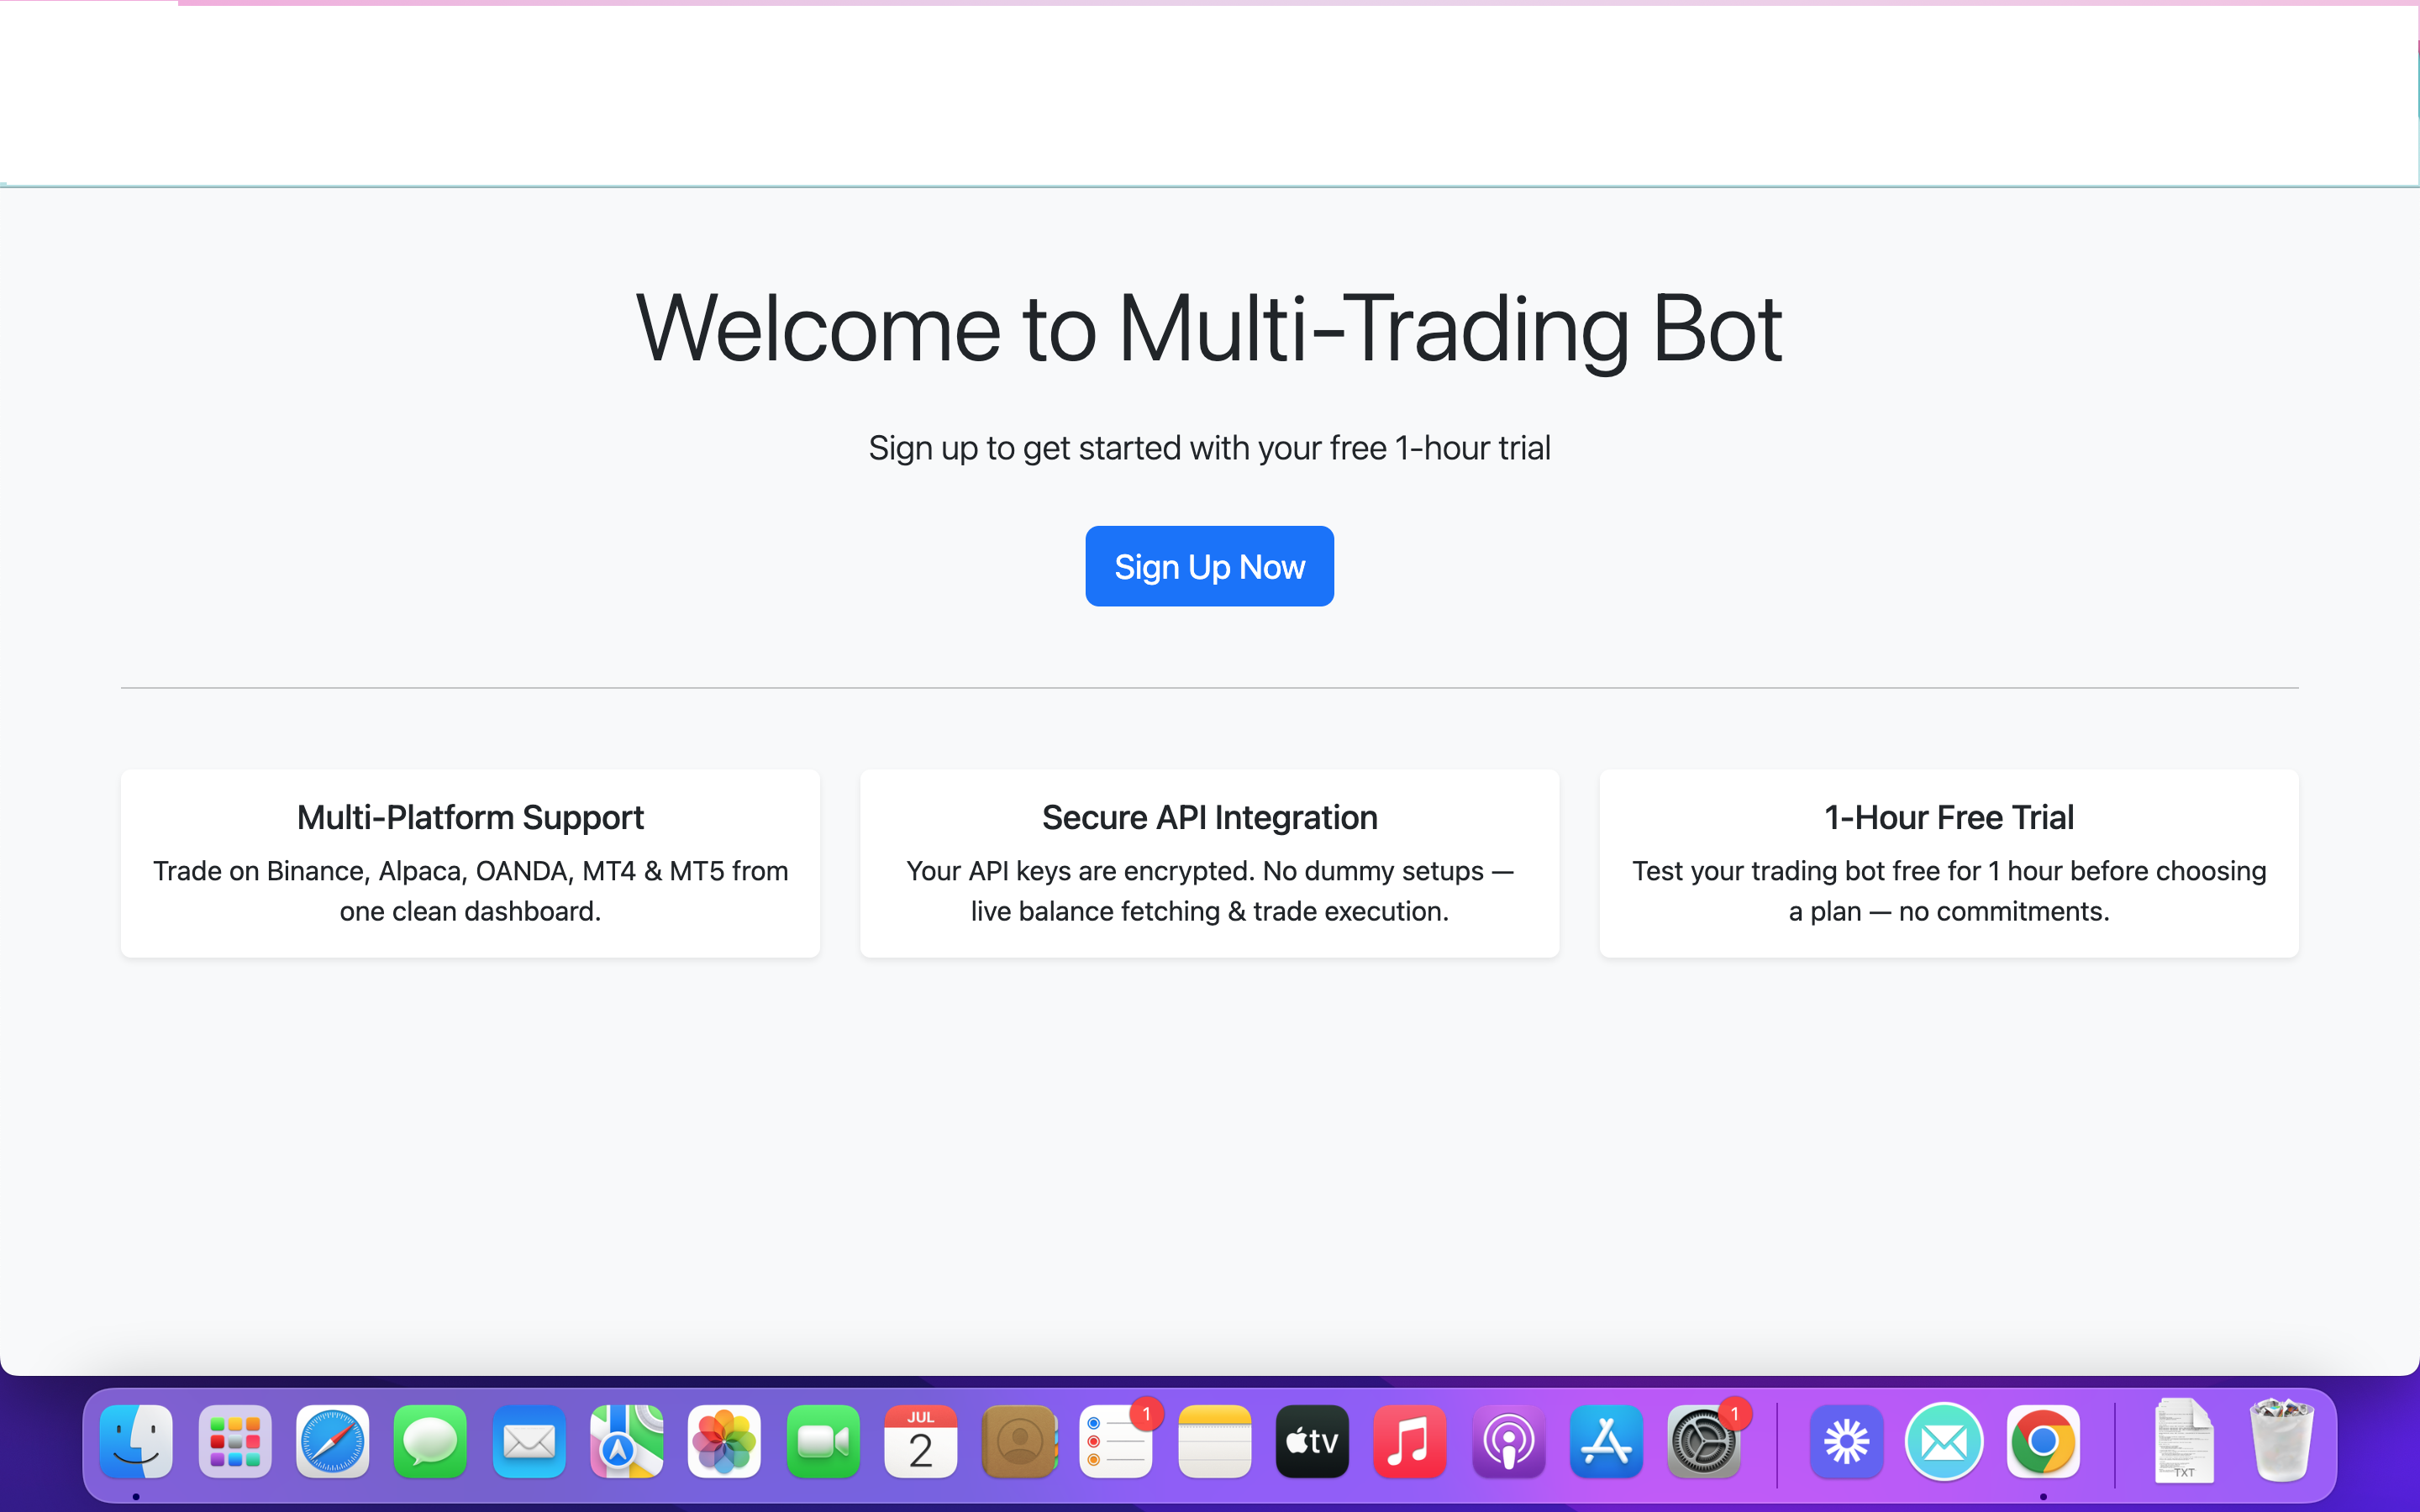 Welcome to Multi-Trading Bot
Sign up to get started with your free 1-hour trial
Sign Up Now
Multi-Platform Support
Trade on Binance, Alpaca, OANDA, MT4 & MT5 from
one clean dashboard.
Secure API Integration
Your API keys are encrypted. No dummy setups —
live balance fetching & trade execution.
1-Hour Free Trial
Test your trading bot free for 1 hour before choosing
a plan — no commitments.
JUL
2
1
tv
1
TXT